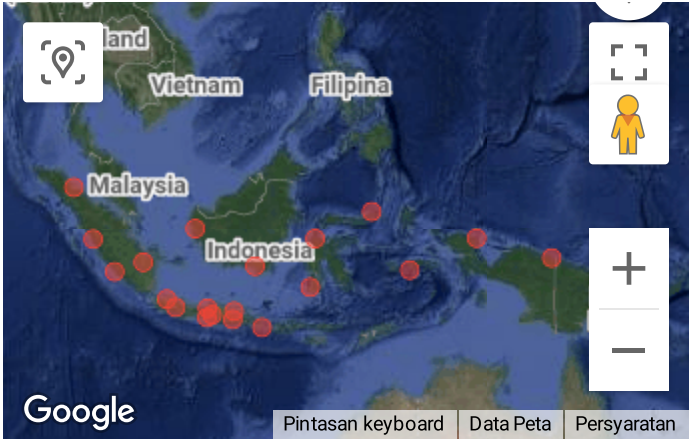 land
Vietnam
Filipina
Malaysia
Indonesia
Google
Pintasan keyboard
Data Peta
Persyaratan